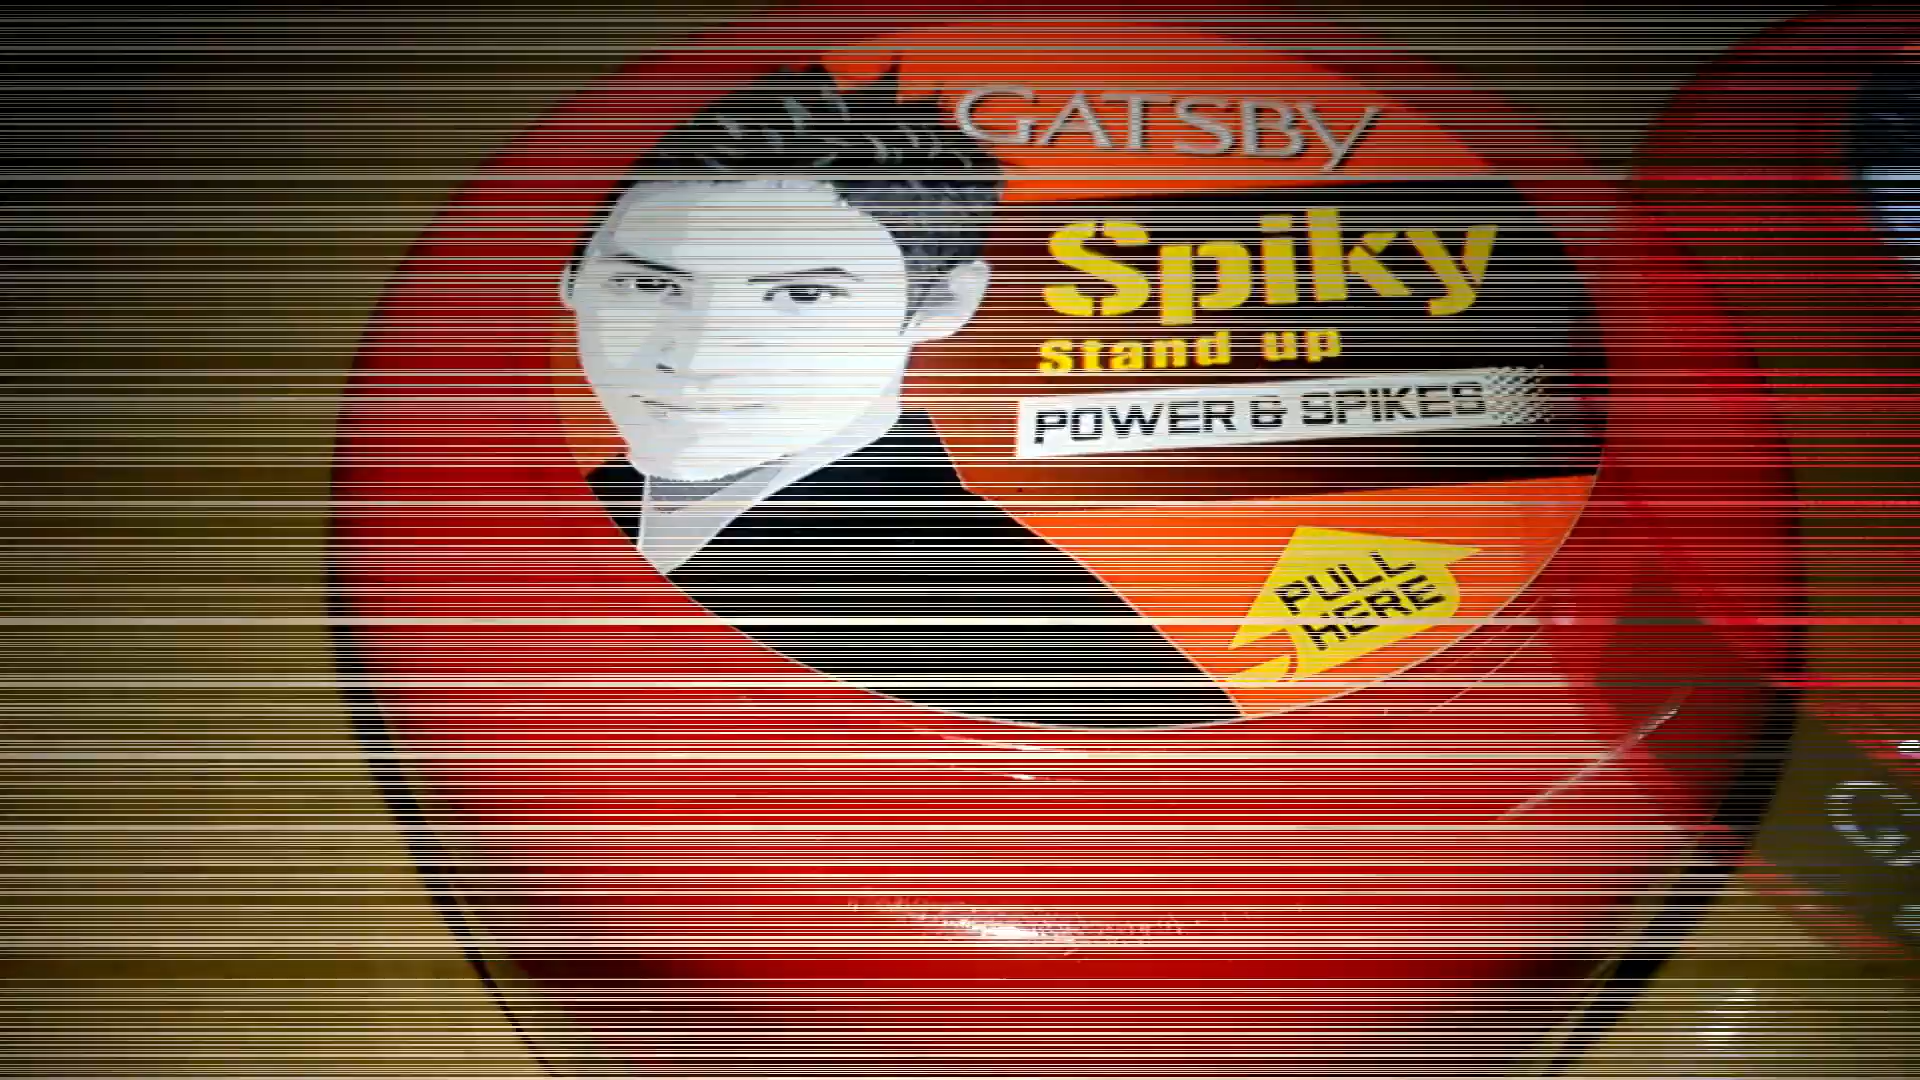 GATSBY
Spiky
Stand up
POWER & SPIKES
PULL
HERE